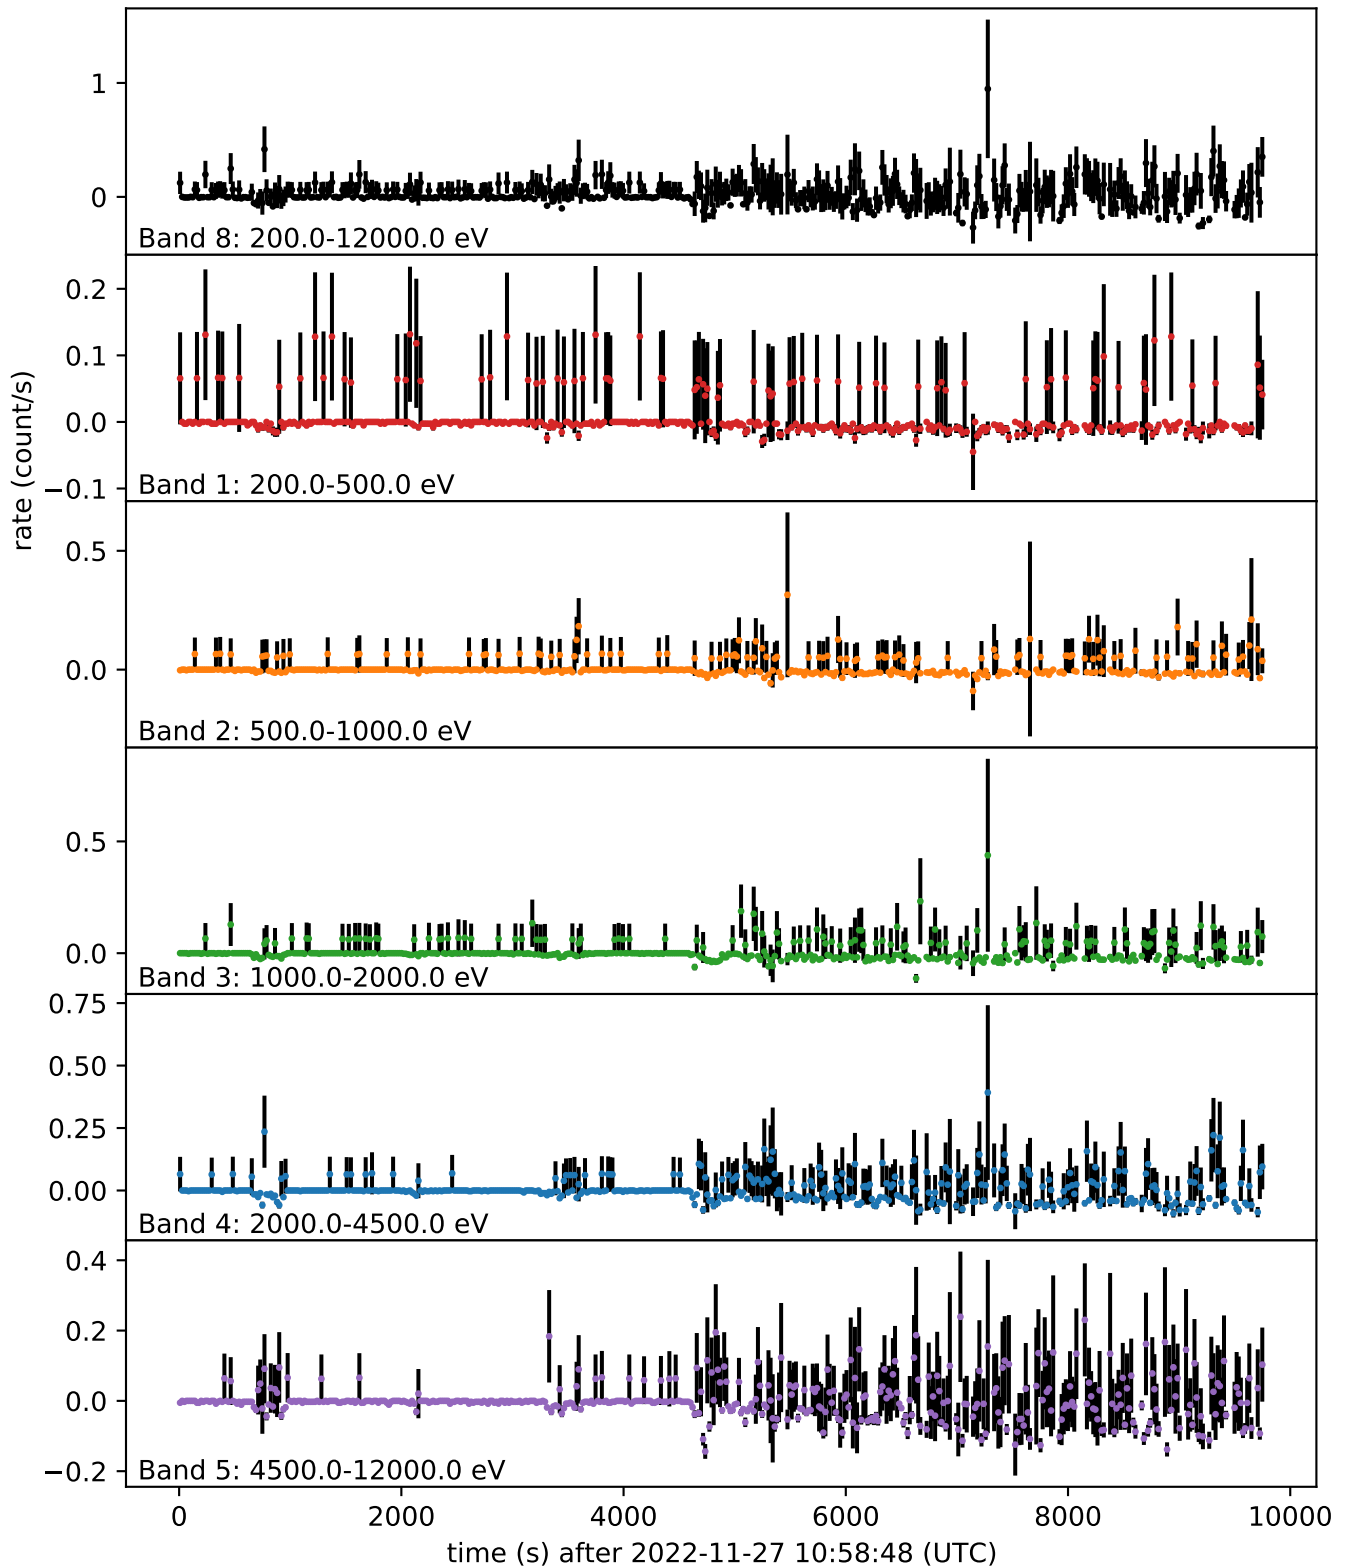 1
0
Band 8: 200.0-12000.0 eV
0.2
0.1
0.0
−0.1
Band 1: 200.0-500.0 eV
rate (count/s)
0.5
0.0
Band 2: 500.0-1000.0 eV
0.5
0.0
Band 3: 1000.0-2000.0 eV
0.75
0.50
0.25
0.00
Band 4: 2000.0-4500.0 eV
0.4
0.2
0.0
−0.2
Band 5: 4500.0-12000.0 eV
0 2000 4000 6000 8000 10000
time (s) after 2022-11-27 10:58:48 (UTC)